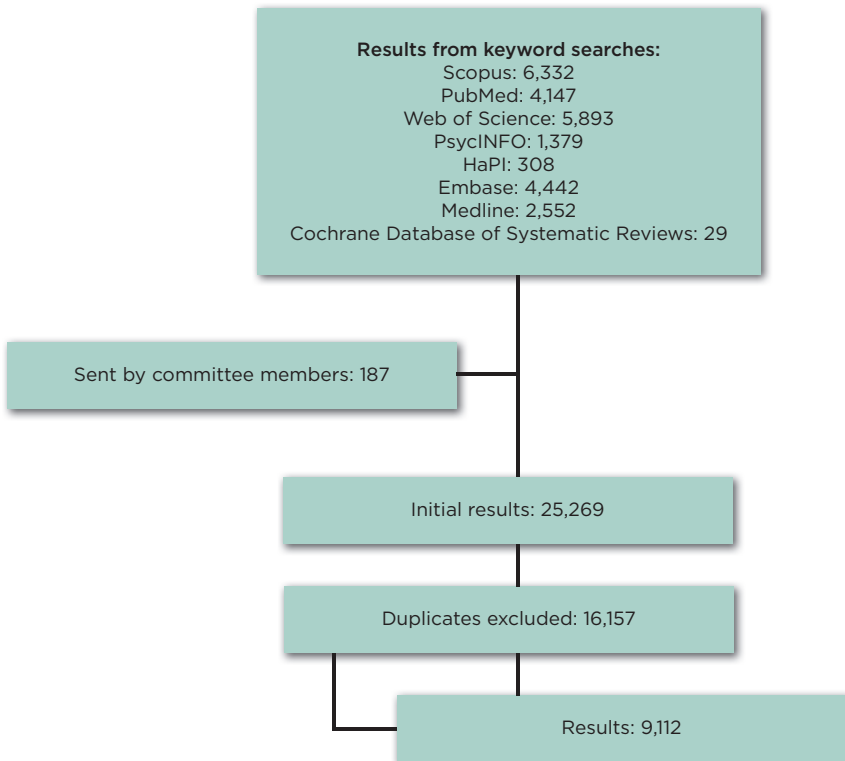 Results from keyword searches:
Scopus: 6,332
PubMed: 4,147
Web of Science: 5,893
PsycINFO: 1,379
HaPI: 308
Embase: 4,442
Medline: 2,552
Cochrane Database of Systematic Reviews: 29
Sent by committee members: 187
Initial results: 25,269
Duplicates excluded: 16,157
Results: 9,112